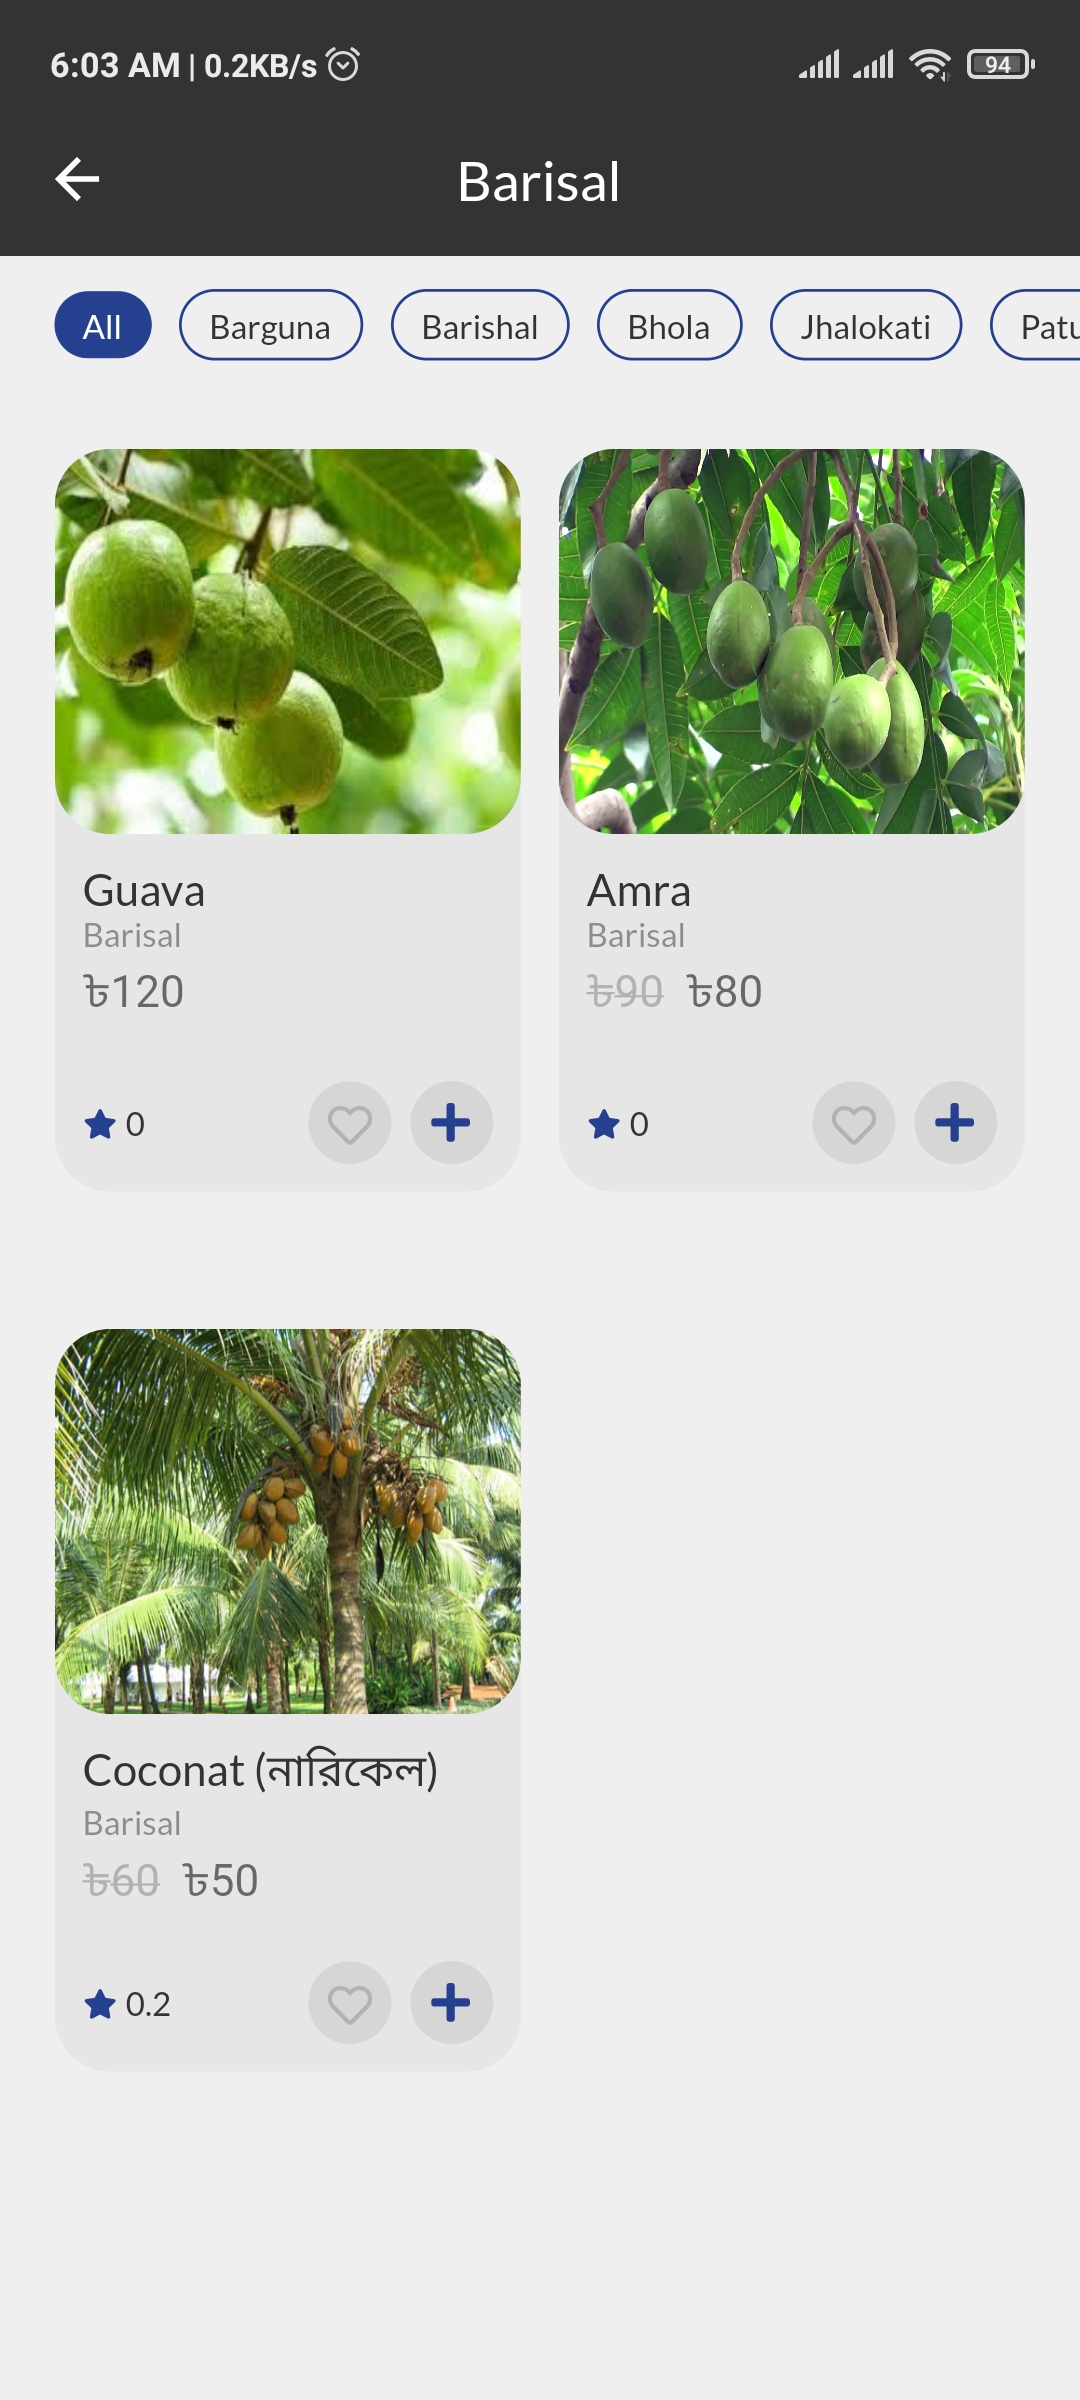 6:03 AM | 0.2KB/s
94
Barisal
All Barguna Barishal Bhola Jhalokati Patu
Guava
Barisal
৳120
0
Amra
Barisal
৳90 ৳80
0
Coconat (নারিকেল)
Barisal
৳60 ৳50
0.2